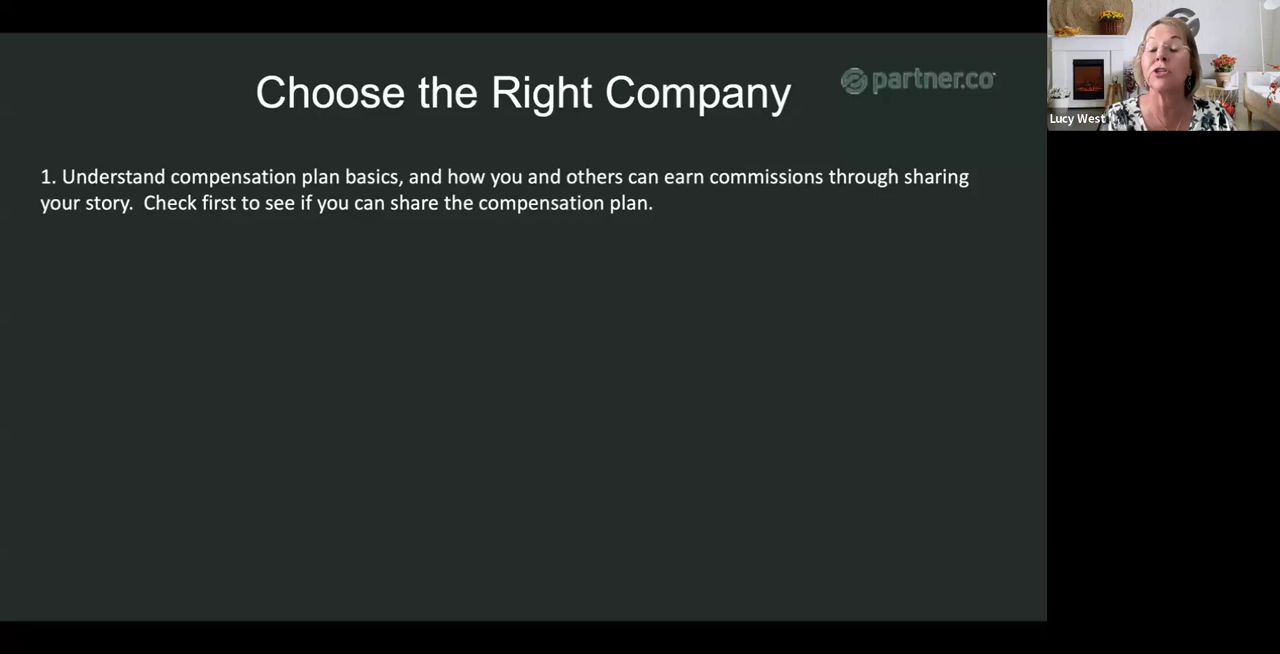 Choose the Right Company
partner.co
Lucy West
1. Understand compensation plan basics, and how you and others can earn commissions through sharing
your story.  Check first to see if you can share the compensation plan.